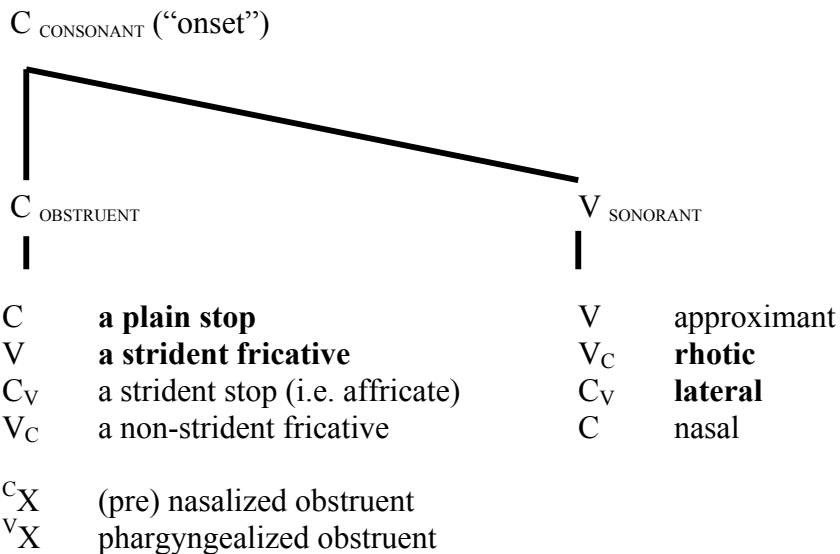 C CONSONANT (“onset”)
C OBSTRUENT V SONORANT
C a plain stop V approximant
V a strident fricative VC rhotic
CV a strident stop (i.e. affricate) CV lateral
VC a non-strident fricative C nasal
CX (pre) nasalized obstruent
VX phargyngealized obstruent